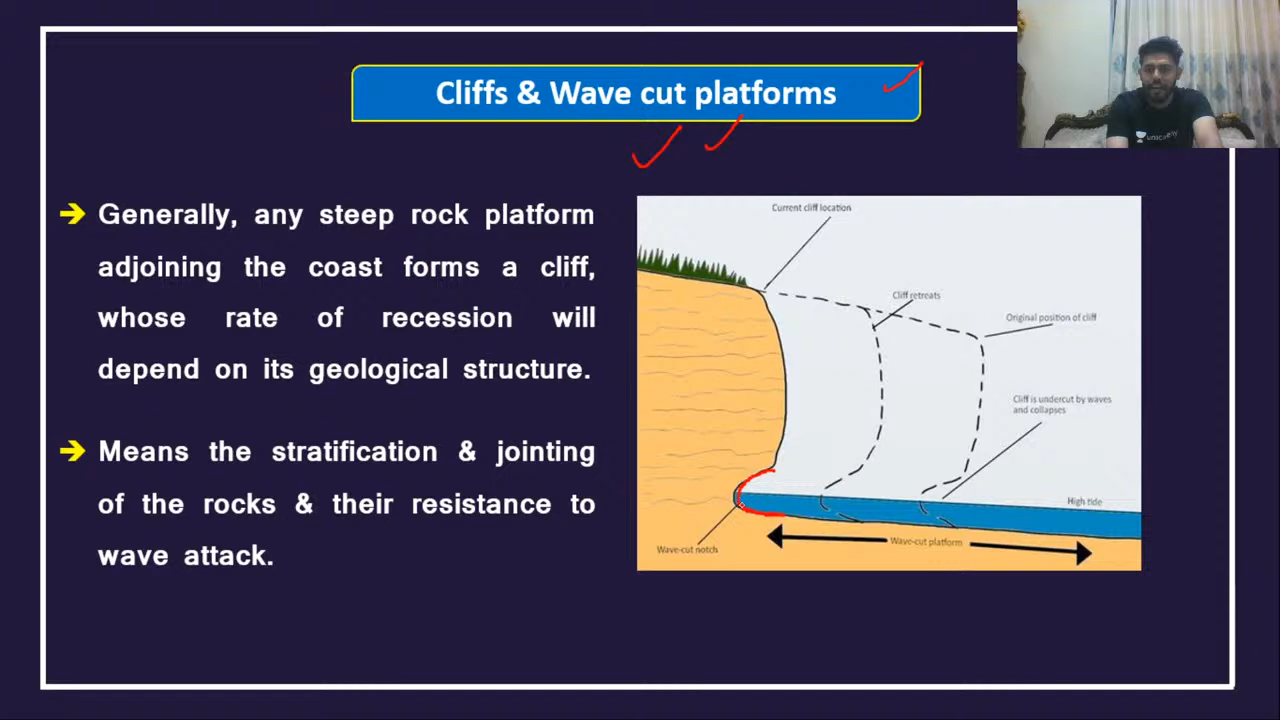 Cliffs & Wave cut platforms
➔ Generally, any steep rock platform
adjoining the coast forms a cliff,
whose rate of recession will
depend on its geological structure.
➔ Means the stratification & jointing
of the rocks & their resistance to
wave attack.
Current cliff location
Cliff retreats
Original position of cliff
Cliff is undercut by waves
and collapses
High tide
Wave-cut platform
Wave-cut notch
unacademy